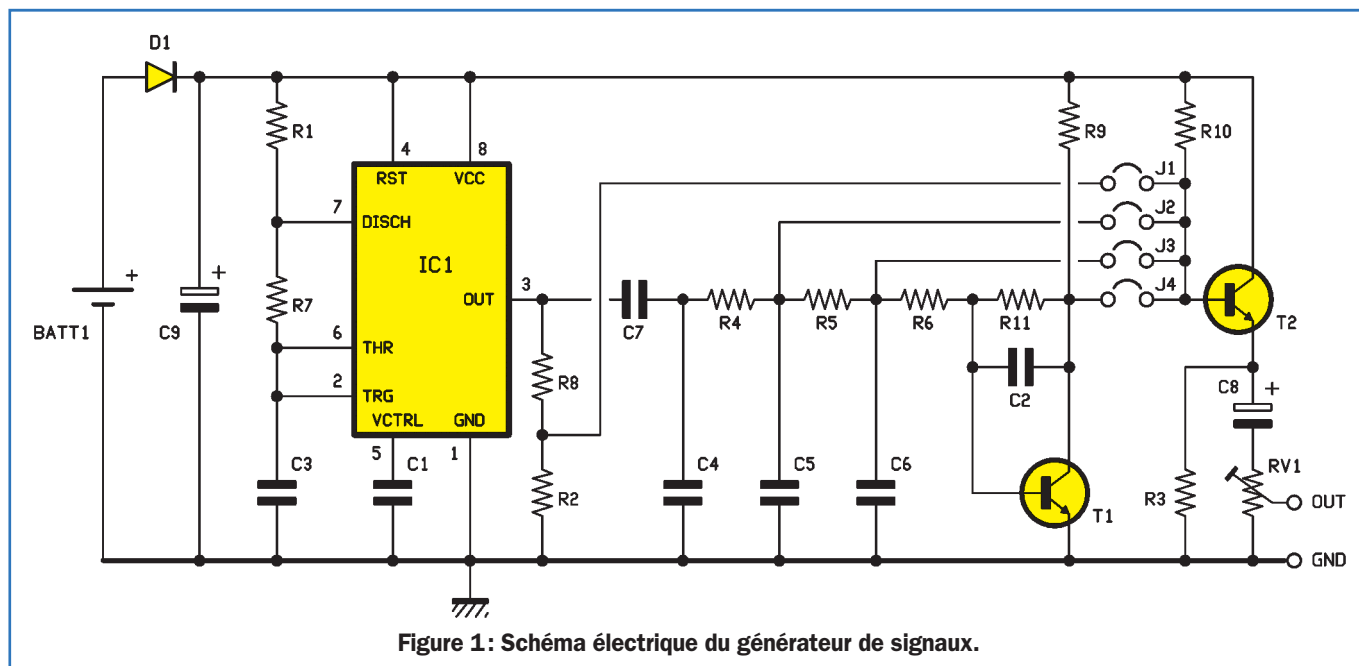 D1
R1
R9
R10
4
8
RST
VCC
J1
7
DISCH
J2
IC1
J3
+
+
3
R7
OUT
J4
BATT1
C9
C7
R4
R5
R6
R11
T2
6
THR
2
TRG
R8
C2
C8
+
VCTRL
GND
5
1
C3
C1
C4
C5
C6
RV1
R2
T1
R3
OUT
GND
Figure 1: Schéma électrique du générateur de signaux.